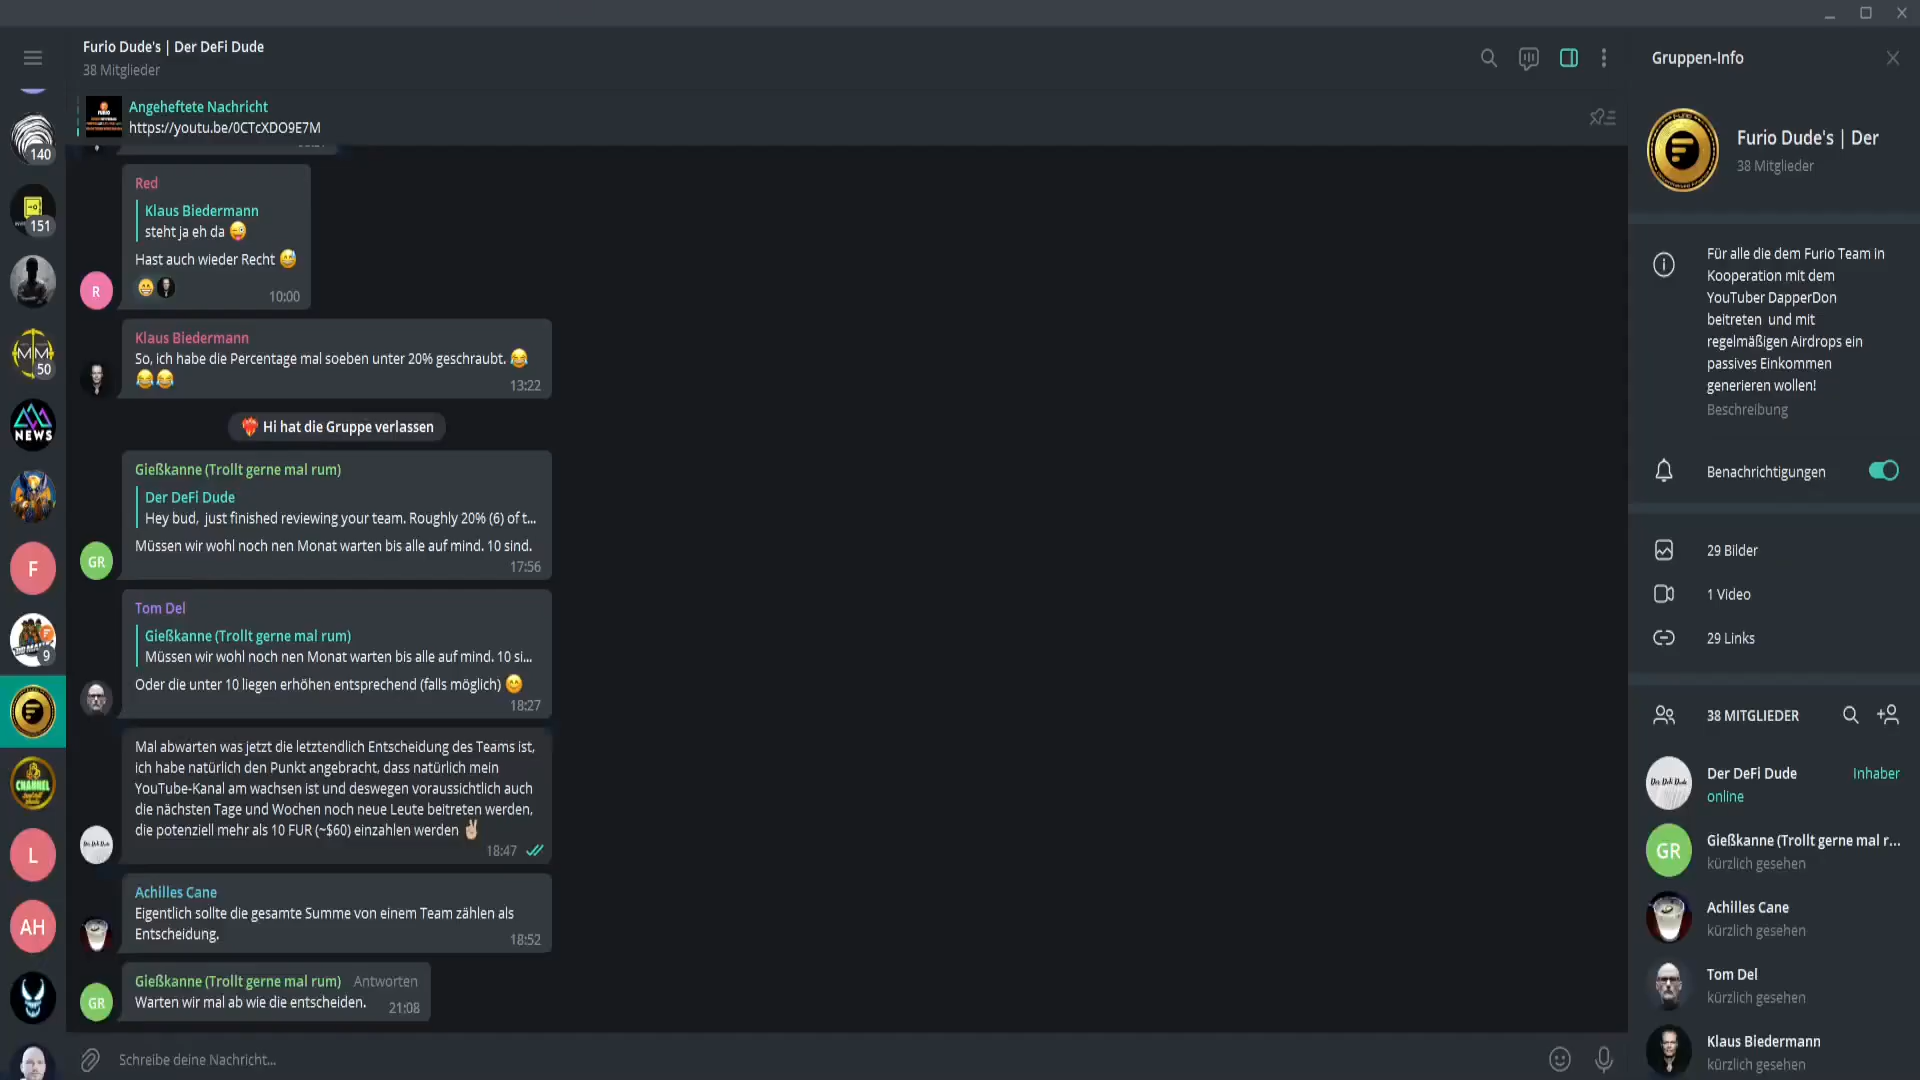 Furio Dude's | Der DeFi Dude
38 Mitglieder
Angeheftete Nachricht
https://youtu.be/0CTcXDO9E7M
Red
Klaus Biedermann
steht ja eh da 😜
Hast auch wieder Recht 😅
10:00
R
Klaus Biedermann
So, ich habe die Percentage mal soeben unter 20% geschraubt. 😂
😂😂
13:22
❤️‍🔥 Hi hat die Gruppe verlassen
Gießkanne (Trollt gerne mal rum)
Der DeFi Dude
Hey bud, just finished reviewing your team. Roughly 20% (6) of t...
Müssen wir wohl noch nen Monat warten bis alle auf mind. 10 sind.
17:56
GR
Tom Del
Gießkanne (Trollt gerne mal rum)
Müssen wir wohl noch nen Monat warten bis alle auf mind. 10 si...
Oder die unter 10 liegen erhöhen entsprechend (falls möglich) 😊
18:27
Mal abwarten was jetzt die letztendlich Entscheidung des Teams ist,
ich habe natürlich den Punkt angebracht, dass natürlich mein
YouTube-Kanal am wachsen ist und deswegen voraussichtlich auch
die nächsten Tage und Wochen noch neue Leute beitreten werden,
die potenziell mehr als 10 FUR (~$60) einzahlen werden ✌🏼
18:47
Achilles Cane
Eigentlich sollte die gesamte Summe von einem Team zählen als
Entscheidung.
18:52
Gießkanne (Trollt gerne mal rum) Antworten
Warten wir mal ab wie die entscheiden.
21:08
GR
Schreibe deine Nachricht...
140
151
MM
50
NEWS
F
9
CHANNEL
L
AH
Gruppen-Info
Furio Dude's | Der
38 Mitglieder
Für alle die dem Furio Team in
Kooperation mit dem
YouTuber DapperDon
beitreten und mit
regelmäßigen Airdrops ein
passives Einkommen
generieren wollen!
Beschreibung
Benachrichtigungen
29 Bilder
1 Video
29 Links
38 MITGLIEDER
Der DeFi Dude
Inhaber
online
GR
Gießkanne (Trollt gerne mal r...
kürzlich gesehen
Achilles Cane
kürzlich gesehen
Tom Del
kürzlich gesehen
Klaus Biedermann
kürzlich gesehen